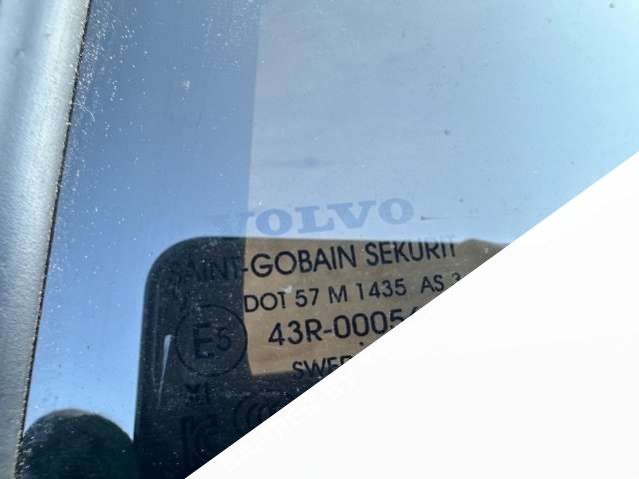 VOLVO
SAINT-GOBAIN SEKURIT
DOT 57 M 1435 AS
E5 43R-0005